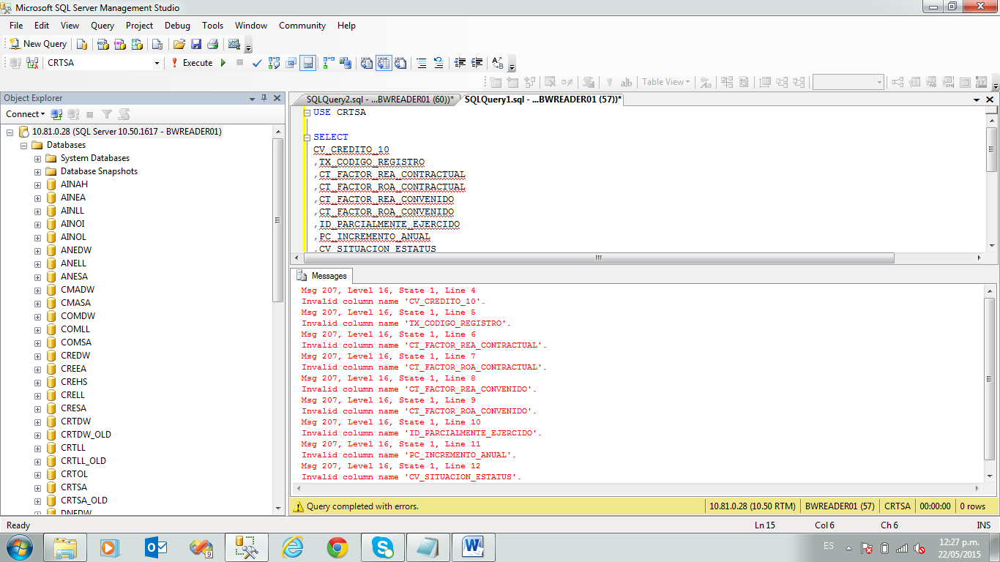 Microsoft SQL Server Management Studio
File Edit View Query Project Debug Tools Window Community Help
New Query
CRTSA Execute
Table View
Object Explorer
SQLQuery2.sql - ...BWREADER01 (60))* SQLQuery1.sql - ...BWREADER01 (57))*
Connect
10.81.0.28 (SQL Server 10.50.1617 - BWREADER01)
Databases
System Databases
Database Snapshots
AINAH
AINEA
AINLL
AINOI
AINOL
ANEDW
ANELL
ANESA
CMADW
CMASA
COMDW
COMLL
COMSA
CREDW
CREEA
CREHS
CRELL
CRESA
CRTDW
CRTDW_OLD
CRTLL
CRTLL_OLD
CRTOL
CRTSA
CRTSA_OLD
DNEDW
USE CRTSA
SELECT
CV_CREDITO_10
,TX_CODIGO_REGISTRO
,CT_FACTOR_REA_CONTRACTUAL
,CT_FACTOR_ROA_CONTRACTUAL
,CT_FACTOR_REA_CONVENIDO
,CT_FACTOR_ROA_CONVENIDO
,ID_PARCIALMENTE_EJERCIDO
,PC_INCREMENTO_ANUAL
,CV_SITUACION_ESTATUS
Messages
Msg 207, Level 16, State 1, Line 4
Invalid column name 'CV_CREDITO_10'.
Msg 207, Level 16, State 1, Line 5
Invalid column name 'TX_CODIGO_REGISTRO'.
Msg 207, Level 16, State 1, Line 6
Invalid column name 'CT_FACTOR_REA_CONTRACTUAL'.
Msg 207, Level 16, State 1, Line 7
Invalid column name 'CT_FACTOR_ROA_CONTRACTUAL'.
Msg 207, Level 16, State 1, Line 8
Invalid column name 'CT_FACTOR_REA_CONVENIDO'.
Msg 207, Level 16, State 1, Line 9
Invalid column name 'CT_FACTOR_ROA_CONVENIDO'.
Msg 207, Level 16, State 1, Line 10
Invalid column name 'ID_PARCIALMENTE_EJERCIDO'.
Msg 207, Level 16, State 1, Line 11
Invalid column name 'PC_INCREMENTO_ANUAL'.
Msg 207, Level 16, State 1, Line 12
Invalid column name 'CV_SITUACION_ESTATUS'.
Query completed with errors. 10.81.0.28 (10.50 RTM) BWREADER01 (57) CRTSA 00:00:00 0 rows
Ready Ln 15 Col 6 Ch 6 INS
ES 12:27 p.m.
22/05/2015